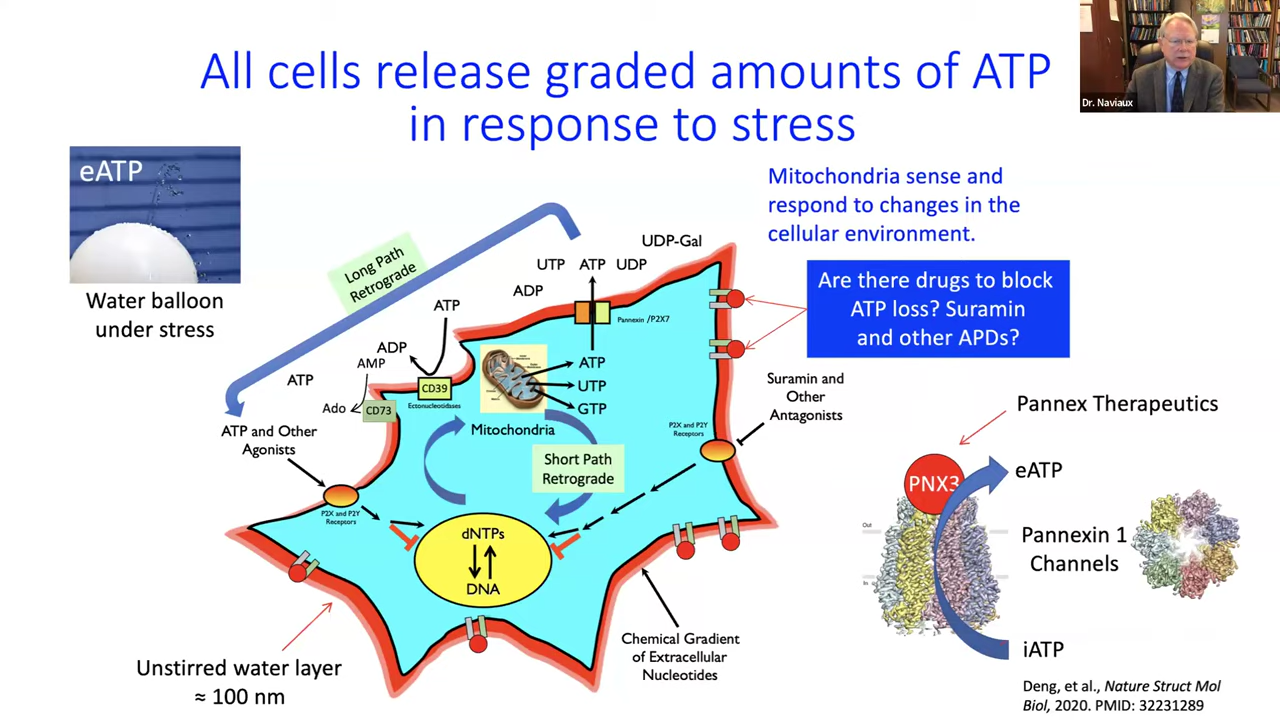 All cells release graded amounts of ATP
in response to stress
Dr. Naviaux
eATP
Water balloon
under stress
Mitochondria sense and
respond to changes in the
cellular environment.
Are there drugs to block
ATP loss? Suramin
and other APDs?
Long Path
Retrograde
UDP-Gal
UTP ATP UDP
ADP
Pannexin /P2X7
ATP
ADP
AMP
CD39
Ectonucleotidases
ATP
Ado
CD73
ATP and Other
Agonists
P2X and P2Y
Receptors
Mitochondria
ATP
UTP
GTP
Short Path
Retrograde
dNTPs
DNA
P2X and P2Y
Receptors
Suramin and
Other
Antagonists
Chemical Gradient
of Extracellular
Nucleotides
Unstirred water layer
≈ 100 nm
Pannex Therapeutics
PNX3
eATP
Out
In
Pannexin 1
Channels
iATP
Deng, et al., Nature Struct Mol
Biol, 2020. PMID: 32231289